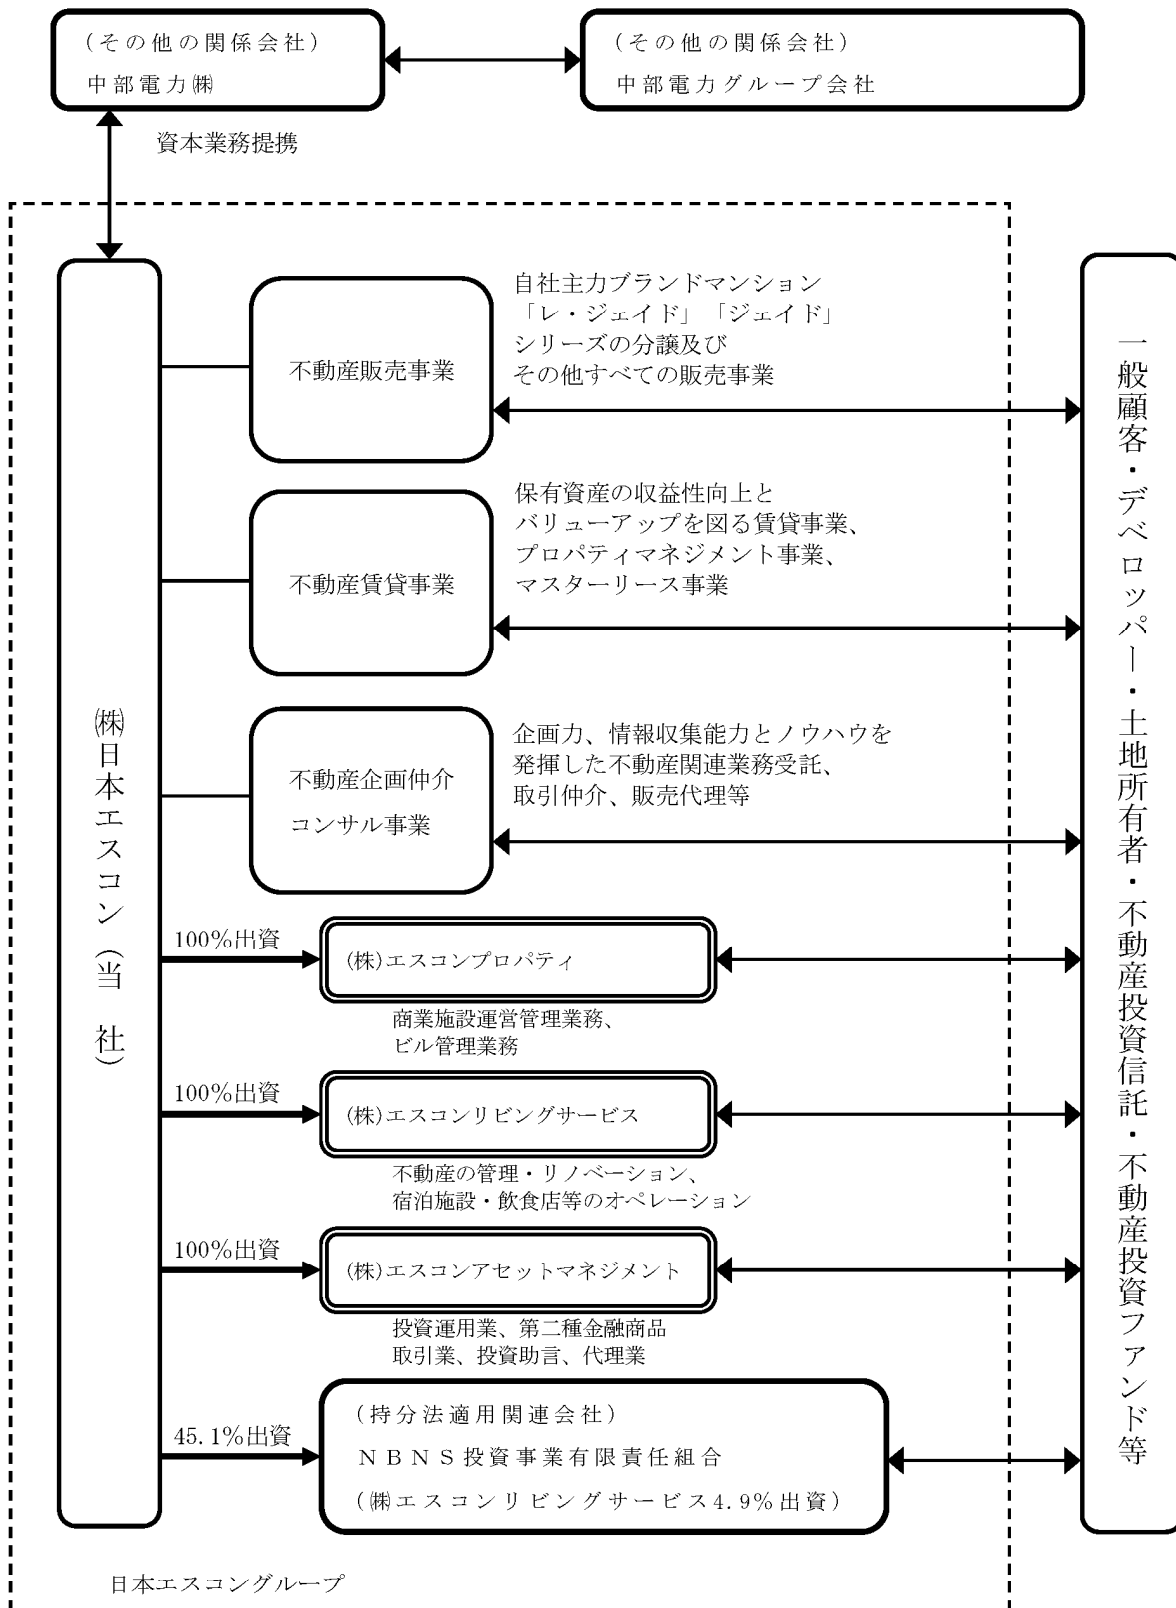 (その他の関係会社)
中部電力㈱
(その他の関係会社)
中部電力グループ会社
資本業務提携
㈱日本エスコン(当 社)
不動産販売事業
自社主力ブランドマンション
「レ・ジェイド」「ジェイド」
シリーズの分譲及び
その他すべての販売事業
不動産賃貸事業
保有資産の収益性向上と
バリューアップを図る賃貸事業、
プロパティマネジメント事業、
マスターリース事業
不動産企画仲介
コンサル事業
企画力、情報収集能力とノウハウを
発揮した不動産関連業務受託、
取引仲介、販売代理等
100%出資
(株)エスコンプロパティ
商業施設運営管理業務、
ビル管理業務
100%出資
(株)エスコンリビングサービス
不動産の管理・リノベーション、
宿泊施設・飲食店等のオペレーション
100%出資
(株)エスコンアセットマネジメント
投資運用業、第二種金融商品
取引業、投資助言、代理業
45.1%出資
(持分法適用関連会社)
NBNS投資事業有限責任組合
(㈱エスコンリビングサービス4.9%出資)
一般顧客・デベロッパー・土地所有者・不動産投資信託・不動産投資ファンド等
日本エスコングループ